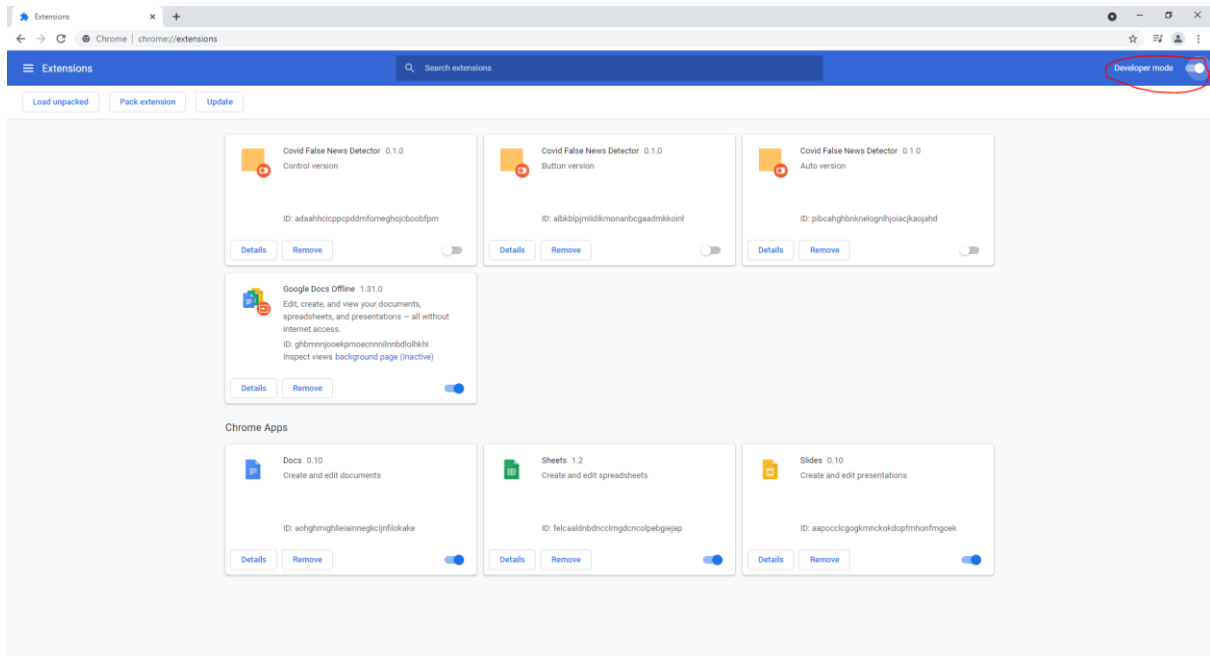 Extensions
Chrome | chrome://extensions
Extensions
Search extensions
Developer mode
Load unpacked
Pack extension
Update
Covid False News Detector 0.1.0
Control version
ID: adaahhcicppcpddmfomeghojcboobfpm
Details
Remove
Covid False News Detector 0.1.0
Button version
ID: albkblpjmlidikmonanbcgaadmkkoinl
Details
Remove
Covid False News Detector 0.1.0
Auto version
ID: pibcahghbnknelognlhjoiacjkaojahd
Details
Remove
Google Docs Offline 1.31.0
Edit, create, and view your documents,
spreadsheets, and presentations — all without
internet access.
ID: ghbmnnjooekpmoecnnnilnnbdlolhkhi
Inspect views background page (Inactive)
Details
Remove
Chrome Apps
Docs 0.10
Create and edit documents
ID: aohghmighlieiainnegkcijnfilokake
Details
Remove
Sheets 1.2
Create and edit spreadsheets
ID: felcaaldnbdncclmgdcncolpebgiejap
Details
Remove
Slides 0.10
Create and edit presentations
ID: aapocclcgogkmnckokdopfmhonfmgoek
Details
Remove